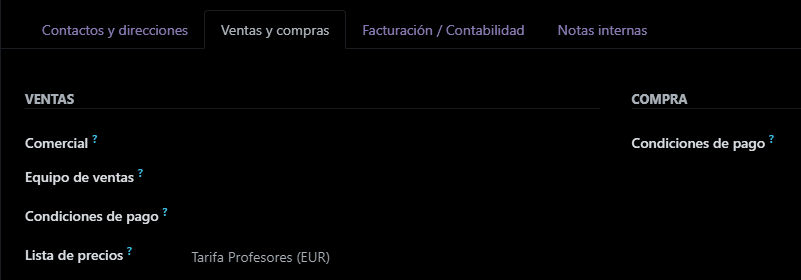 Contactos y direcciones Ventas y compras Facturación / Contabilidad Notas internas
VENTAS COMPRA
Comercial ? Condiciones de pago ?
Equipo de ventas ?
Condiciones de pago ?
Lista de precios ? Tarifa Profesores (EUR)